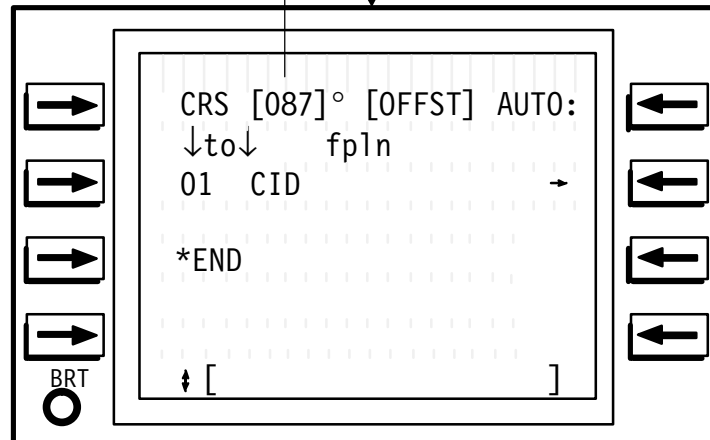 CRS [087]° [OFFST] AUTO:
↓to↓ fpln
01 CID →
*END
↕ [ ]
BRT